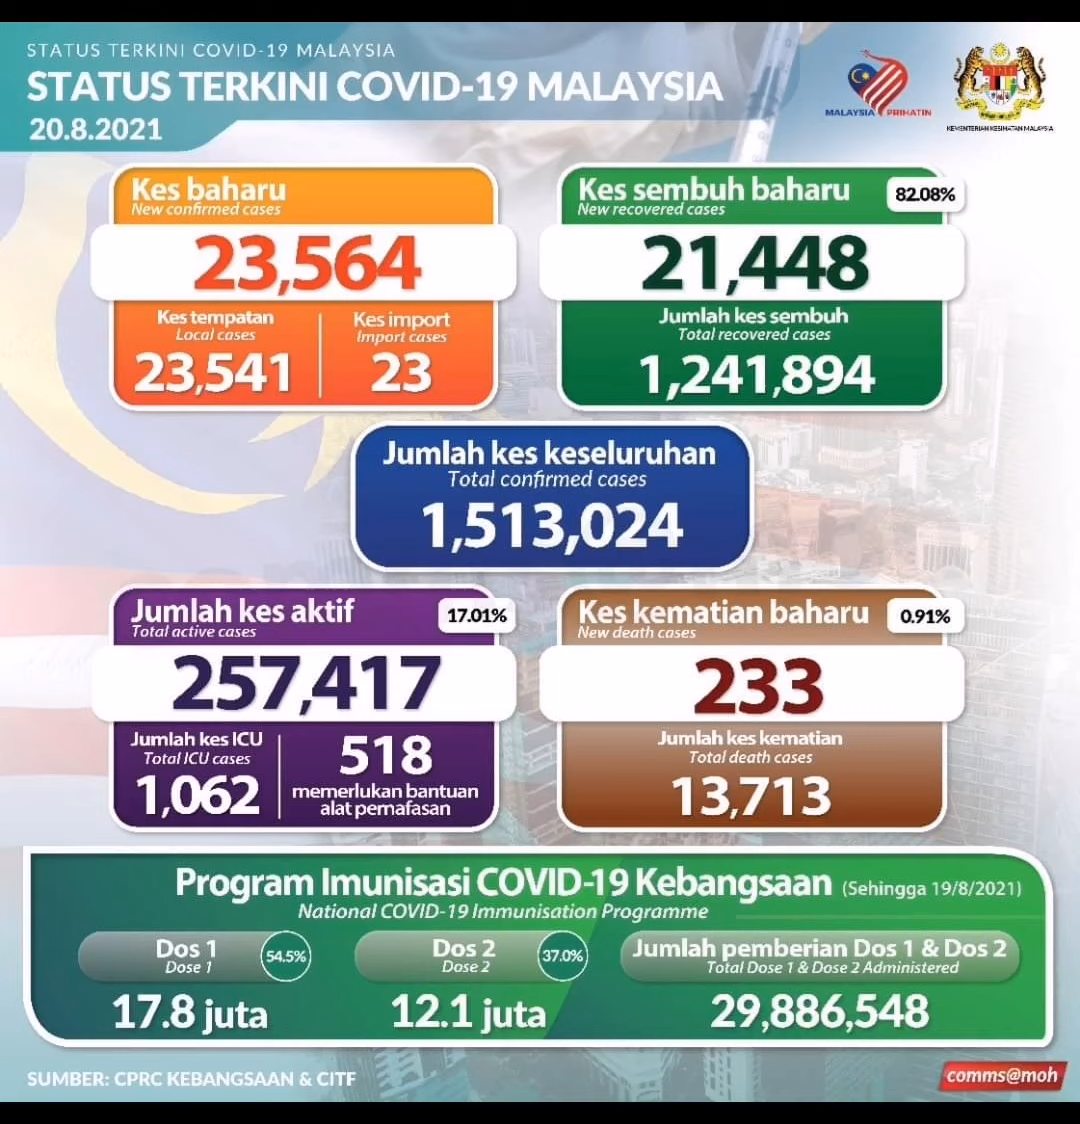 STATUS TERKINI COVID-19 MALAYSIA
STATUS TERKINI COVID-19 MALAYSIA
20.8.2021
MALAYSIA PRIHATIN
KEMENTERIAN KESIHATAN MALAYSIA
Kes baharu
New confirmed cases
23,564
Kes tempatan
Local cases
23,541
Kes import
Import cases
23
Kes sembuh baharu
New recovered cases
82.08%
21,448
Jumlah kes sembuh
Total recovered cases
1,241,894
Jumlah kes keseluruhan
Total confirmed cases
1,513,024
Jumlah kes aktif
Total active cases
17.01%
257,417
Jumlah kes ICU
Total ICU cases
1,062
518
memerlukan bantuan
alat pernafasan
Kes kematian baharu
New death cases
0.91%
233
Jumlah kes kematian
Total death cases
13,713
Program Imunisasi COVID-19 Kebangsaan (Sehingga 19/8/2021)
National COVID-19 Immunisation Programme
Dos 1
Dose 1
54.5%
17.8 juta
Dos 2
Dose 2
37.0%
12.1 juta
Jumlah pemberian Dos 1 & Dos 2
Total Dose 1 & Dose 2 Administered
29,886,548
SUMBER: CPRC KEBANGSAAN & CITF
comms@moh